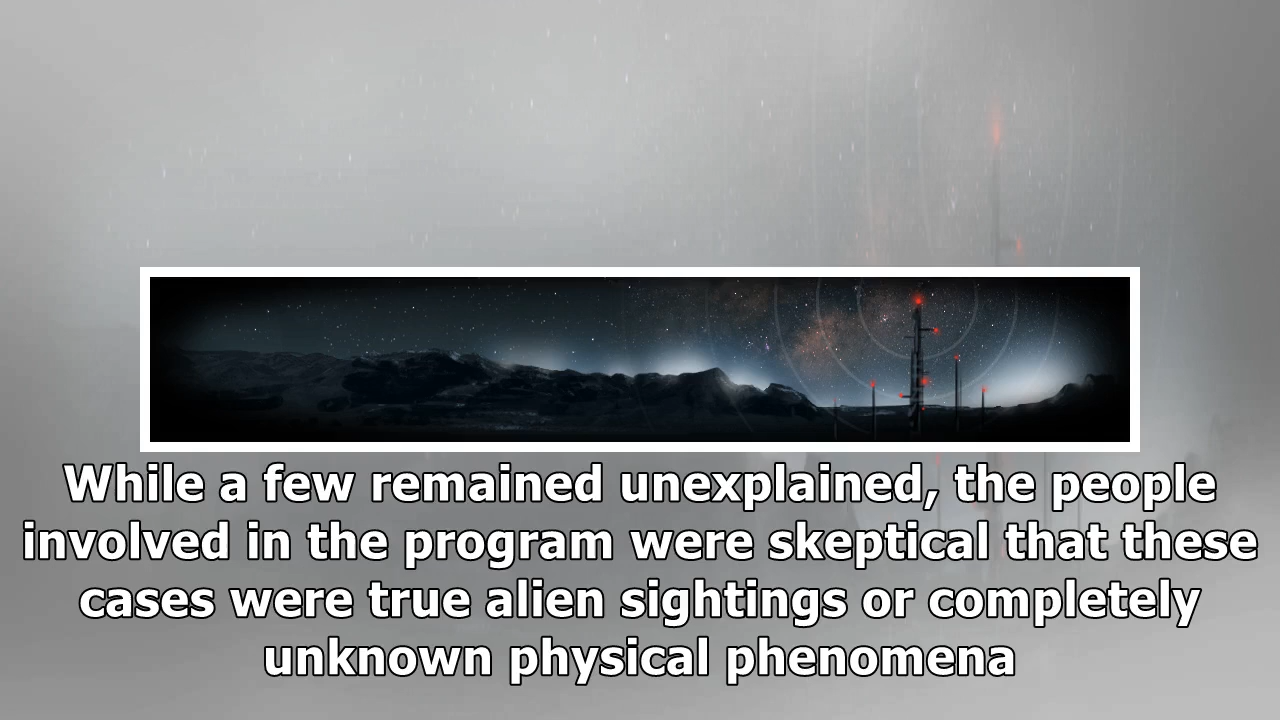 While a few remained unexplained, the people
involved in the program were skeptical that these
cases were true alien sightings or completely
unknown physical phenomena